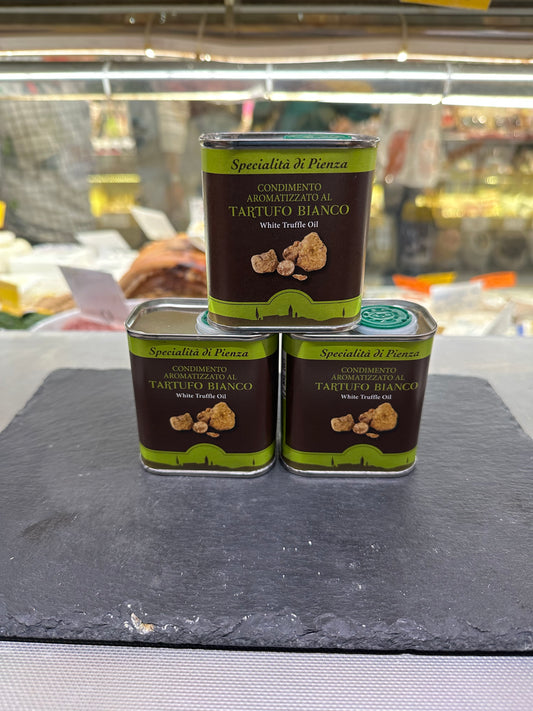 Specialità di Pienza
CONDIMENTO
AROMATIZZATO AL
TARTUFO BIANCO
White Truffle Oil
Specialità di Pienza
CONDIMENTO
AROMATIZZATO AL
TARTUFO BIANCO
White Truffle Oil
Specialità di Pienza
CONDIMENTO
AROMATIZZATO AL
TARTUFO BIANCO
White Truffle Oil